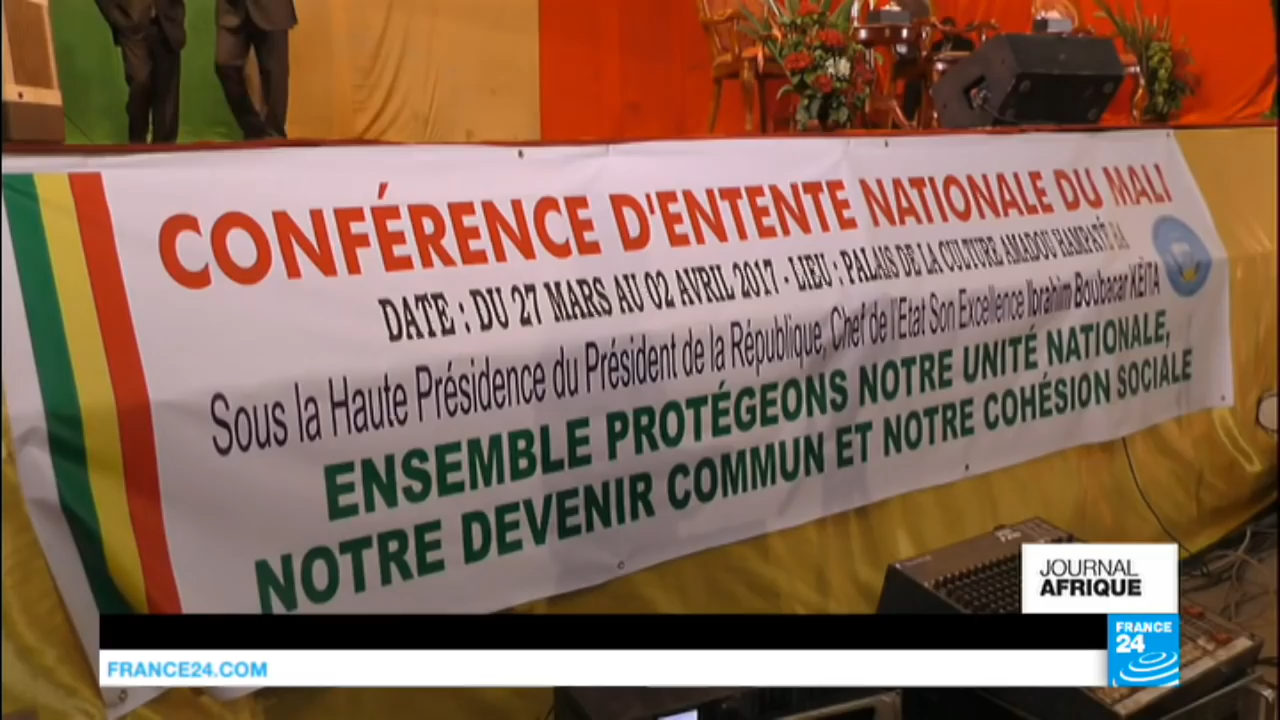 CONFÉRENCE D'ENTENTE NATIONALE DU MALI
DATE : DU 27 MARS AU 02 AVRIL 2017 - LIEU : PALAIS DE LA CULTURE AMADOU HAMPATÉ BA
Sous la Haute Présidence du Président de la République, Chef de l'Etat Son Excellence Ibrahim Boubacar KEÏTA
ENSEMBLE PROTÉGEONS NOTRE UNITÉ NATIONALE,
NOTRE DEVENIR COMMUN ET NOTRE COHÉSION SOCIALE
JOURNAL
AFRIQUE
FRANCE
24
FRANCE24.COM